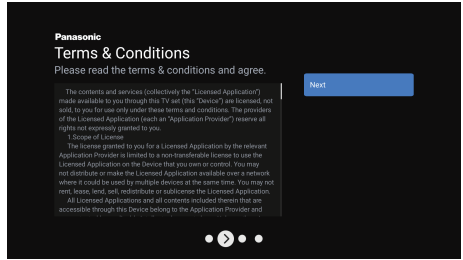 Panasonic
Terms & Conditions
Please read the terms & conditions and agree.
The contents and services (collectively the "Licensed Application")
made available to you through this TV set (this "Device") are licensed, not
sold, to you for use only under these terms and conditions. The providers
of the Licensed Application (each an "Application Provider") reserve all
rights not expressly granted to you.
1.Scope of License
The license granted to you for a Licensed Application by the relevant
Application Provider is limited to a non-transferable license to use the
Licensed Application on the Device that you own or control. You may
not distribute or make the Licensed Application available over a network
where it could be used by multiple devices at the same time. You may not
rent, lease, lend, sell, redistribute or sublicense the Licensed Application.
All Licensed Applications and all contents included therein that are
accessible through this Device belong to the Application Provider and
Next